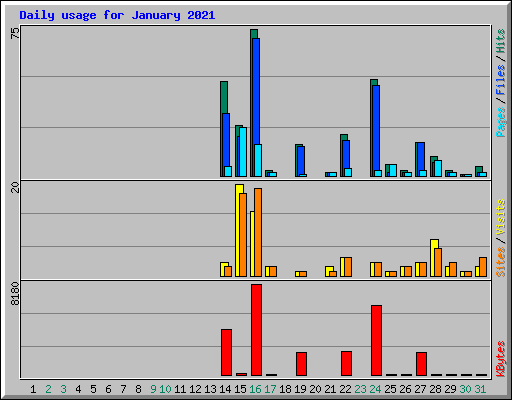 Daily usage for January 2021
75
Pages / Files / Hits
20
Sites / Visits
8180
KBytes
1 2 3 4 5 6 7 8 9 10 11 12 13 14 15 16 17 18 19 20 21 22 23 24 25 26 27 28 29 30 31